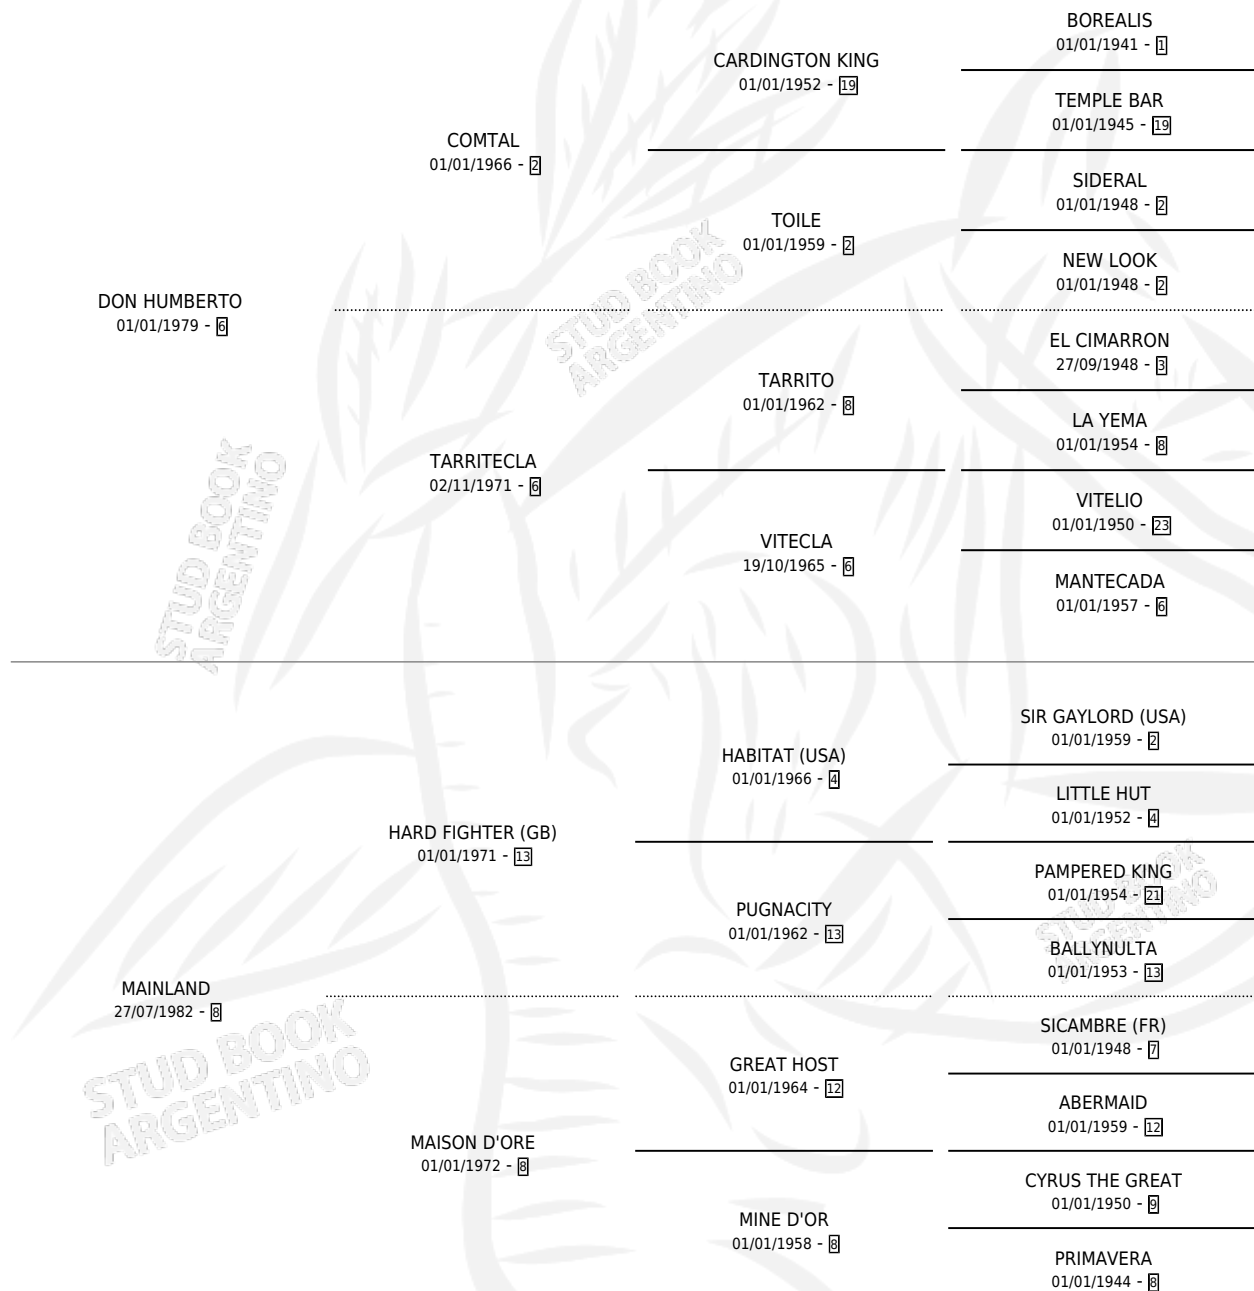 BOREALIS
01/01/1941 - 1
CARDINGTON KING
01/01/1952 - 19
TEMPLE BAR
01/01/1945 - 19
COMTAL
01/01/1966 - 2
SIDERAL
01/01/1948 - 2
TOILE
01/01/1959 - 2
NEW LOOK
01/01/1948 - 2
DON HUMBERTO
01/01/1979 - 6
EL CIMARRON
27/09/1948 - 3
TARRITO
01/01/1962 - 8
LA YEMA
01/01/1954 - 8
TARRITECLA
02/11/1971 - 6
VITELIO
01/01/1950 - 23
VITECLA
19/10/1965 - 6
MANTECADA
01/01/1957 - 6
SIR GAYLORD (USA)
01/01/1959 - 2
HABITAT (USA)
01/01/1966 - 4
LITTLE HUT
01/01/1952 - 4
HARD FIGHTER (GB)
01/01/1971 - 13
PAMPERED KING
01/01/1954 - 21
PUGNACITY
01/01/1962 - 13
BALLYNULTA
01/01/1953 - 13
MAINLAND
27/07/1982 - 8
SICAMBRE (FR)
01/01/1948 - 7
GREAT HOST
01/01/1964 - 12
ABERMAID
01/01/1959 - 12
MAISON D'ORE
01/01/1972 - 8
CYRUS THE GREAT
01/01/1950 - 9
MINE D'OR
01/01/1958 - 8
PRIMAVERA
01/01/1944 - 8
STUD BOOK
ARGENTINO
STUD BOOK
ARGENTINO
STUD BOOK
ARGENTINO
STUD BOOK
ARGENTINO